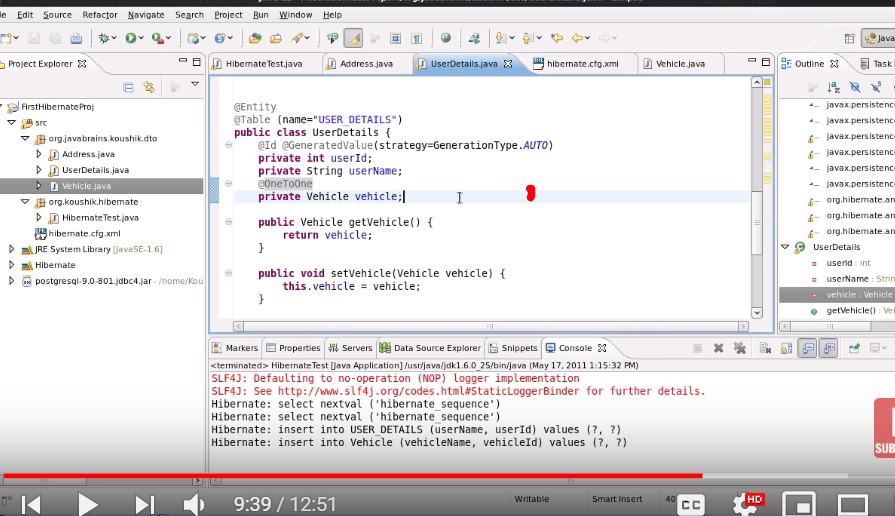 Edit Source Refactor Navigate Search Project Run Window Help
Java
Project Explorer
HibernateTest.java Address.java UserDetails.java hibernate.cfg.xml Vehicle.java
Outline Task
FirstHibernateProj
src
org.javabrains.koushik.dto
Address.java
UserDetails.java
Vehicle.java
org.koushik.hibernate
HibernateTest.java
hibernate.cfg.xml
JRE System Library [JavaSE-1.6]
Hibernate
postgresql-9.0-801.jdbc4.jar - /home/Kou
@Entity
@Table (name="USER_DETAILS")
public class UserDetails {
@Id @GeneratedValue(strategy=GenerationType.AUTO)
private int userId;
private String userName;
@OneToOne
private Vehicle vehicle;
public Vehicle getVehicle() {
return vehicle;
}
public void setVehicle(Vehicle vehicle) {
this.vehicle = vehicle;
}
javax.persistence
javax.persistence
javax.persistence
javax.persistence
javax.persistence
javax.persistence
org.hibernate.an
org.hibernate.an
org.hibernate.an
UserDetails
userId : int
userName : Strin
vehicle : Vehicle
getVehicle() : Ve
Markers Properties Servers Data Source Explorer Snippets Console
<terminated> HibernateTest [Java Application] /usr/java/jdk1.6.0_25/bin/java (May 17, 2011 1:15:32 PM)
SLF4J: Defaulting to no-operation (NOP) logger implementation
SLF4J: See http://www.slf4j.org/codes.html#StaticLoggerBinder for further details.
Hibernate: select nextval ('hibernate_sequence')
Hibernate: select nextval ('hibernate_sequence')
Hibernate: insert into USER_DETAILS (userName, userId) values (?, ?)
Hibernate: insert into Vehicle (vehicleName, vehicleId) values (?, ?)
SUB
9:39 / 12:51
Writable Smart Insert 40
CC HD